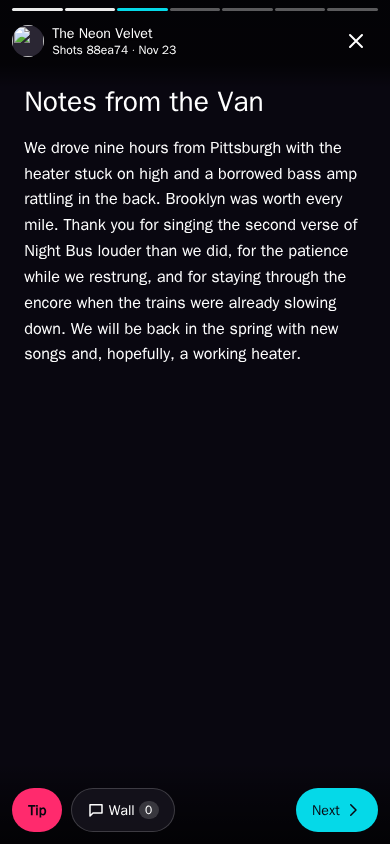 The Neon Velvet
Shots 88ea74 · Nov 23
Notes from the Van
We drove nine hours from Pittsburgh with the
heater stuck on high and a borrowed bass amp
rattling in the back. Brooklyn was worth every
mile. Thank you for singing the second verse of
Night Bus louder than we did, for the patience
while we restrung, and for staying through the
encore when the trains were already slowing
down. We will be back in the spring with new
songs and, hopefully, a working heater.
Tip
Wall 0
Next